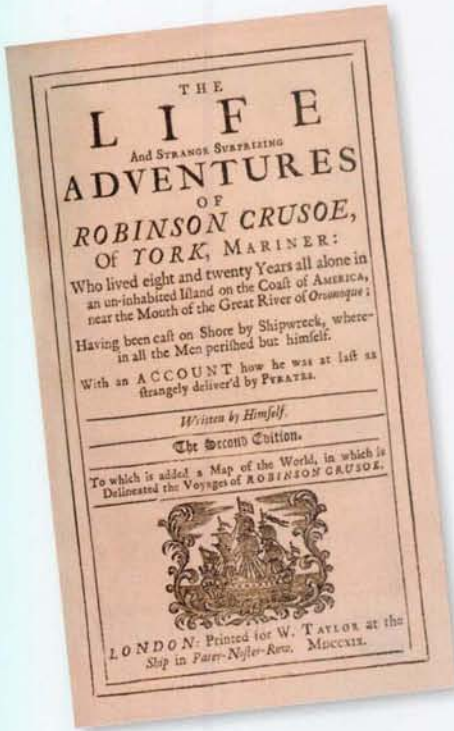 THE
LIFE
And STRANGE SURPRIZING
ADVENTURES
OF
ROBINSON CRUSOE,
Of YORK, MARINER:
Who lived eight and twenty Years all alone in
an un-inhabited Iſland on the Coaſt of AMERICA,
near the Mouth of the Great River of Oroonoque;
Having been caſt on Shore by Shipwreck, where-
in all the Men periſhed but himſelf.
With an ACCOUNT how he was at laſt as
ſtrangely deliver'd by PYRATES.
Written by Himſelf.
The Second Edition.
To which is added a Map of the World, in which is
Delineated the Voyages of ROBINSON CRUSOE.
LONDON: Printed for W. TAYLOR at the
Ship in Pater-Noſter-Row. MDCCXIX.